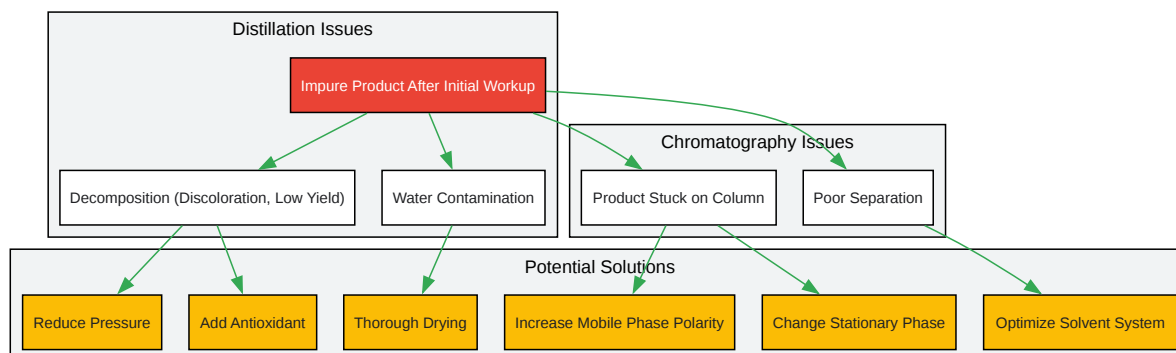 Distillation Issues
Impure Product After Initial Workup
Chromatography Issues
Decomposition (Discoloration, Low Yield)
Water Contamination
Product Stuck on Column
Poor Separation
Potential Solutions
Reduce Pressure
Add Antioxidant
Thorough Drying
Increase Mobile Phase Polarity
Change Stationary Phase
Optimize Solvent System